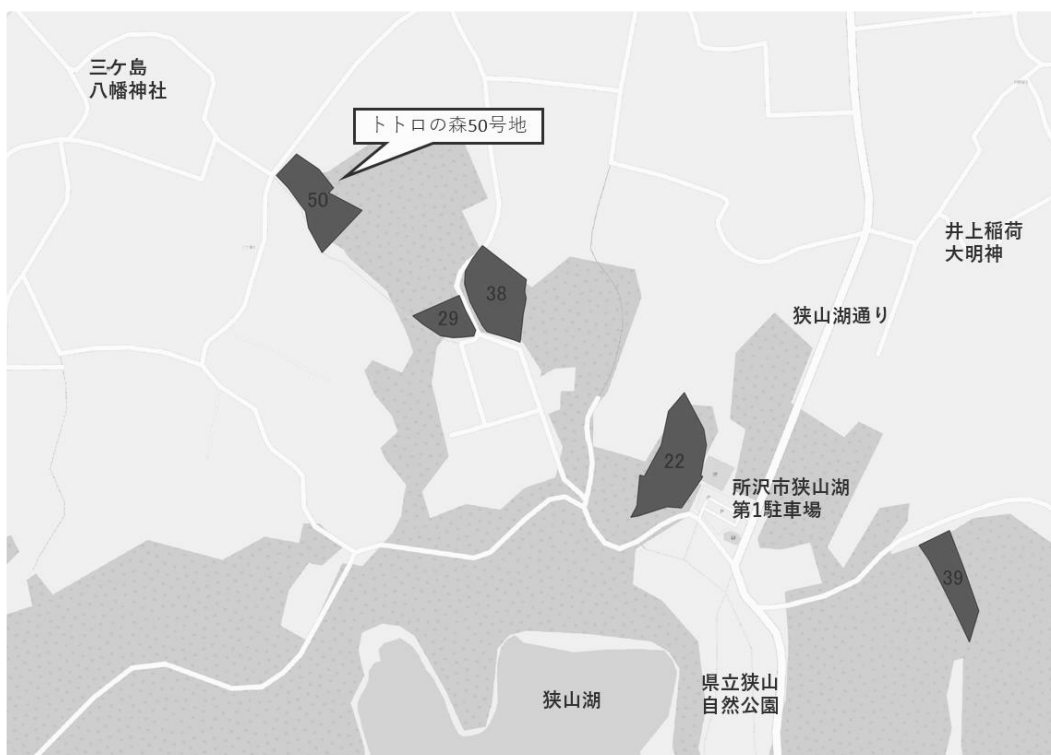 三ケ島
八幡神社
トトロの森50号地
50
井上稲荷
大明神
38
29
狭山湖通り
22
所沢市狭山湖
第1駐車場
39
狭山湖
県立狭山
自然公園